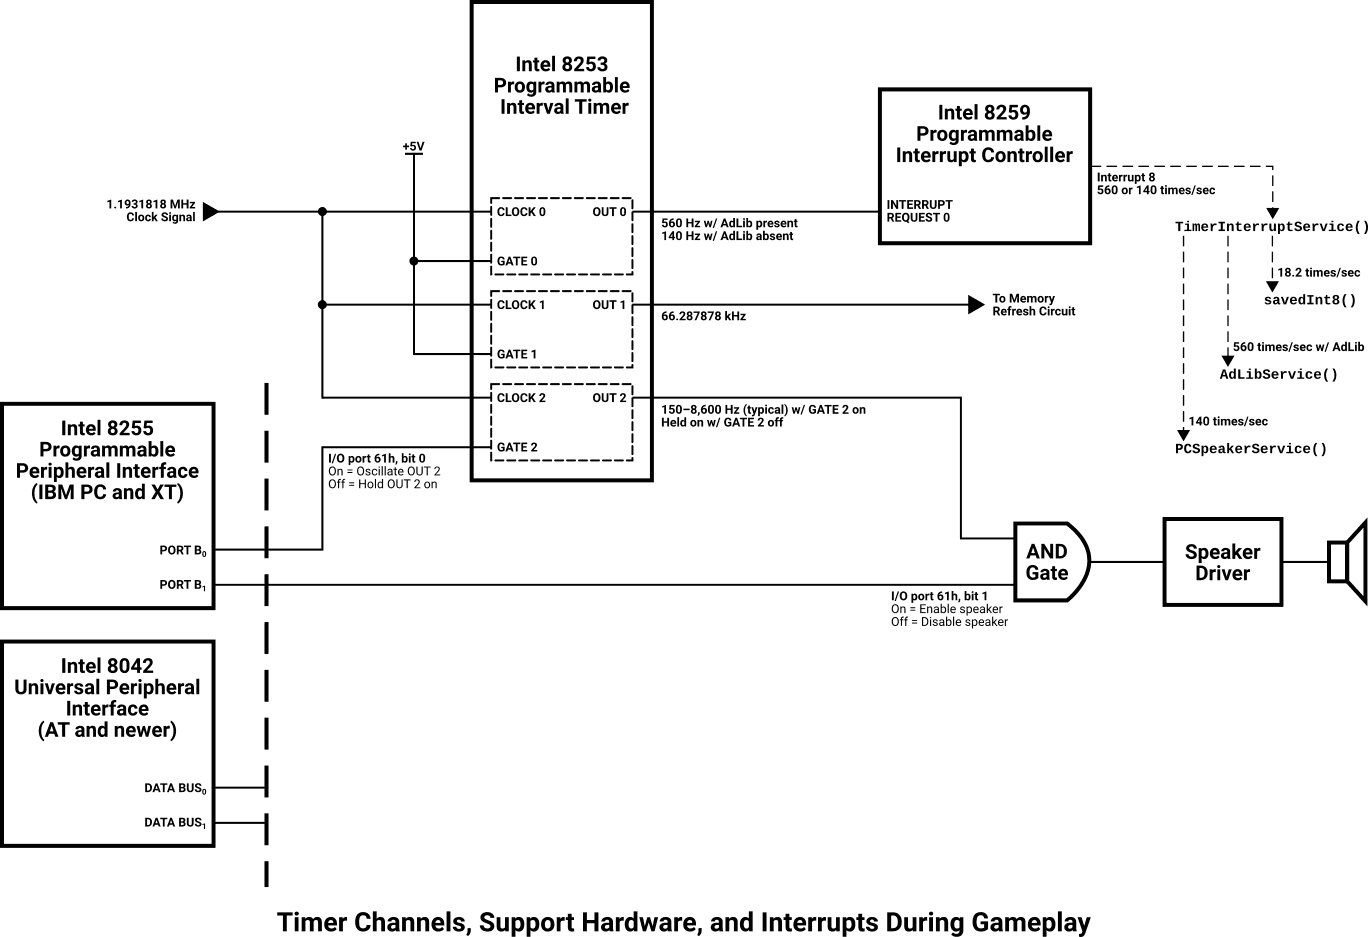 Intel 8253
Programmable
Interval Timer
Intel 8259
Programmable
Interrupt Controller
+5V
Interrupt 8
560 or 140 times/sec
1.1931818 MHz
Clock Signal
CLOCK 0
OUT 0
GATE 0
560 Hz w/ AdLib present
140 Hz w/ AdLib absent
INTERRUPT
REQUEST 0
TimerInterruptService()
18.2 times/sec
savedInt8()
560 times/sec w/ AdLib
AdLibService()
140 times/sec
PCSpeakerService()
CLOCK 1
OUT 1
GATE 1
66.287878 kHz
To Memory
Refresh Circuit
CLOCK 2
OUT 2
GATE 2
150–8,600 Hz (typical) w/ GATE 2 on
Held on w/ GATE 2 off
Intel 8255
Programmable
Peripheral Interface
(IBM PC and XT)
I/O port 61h, bit 0
On = Oscillate OUT 2
Off = Hold OUT 2 on
PORT B0
PORT B1
AND
Gate
Speaker
Driver
I/O port 61h, bit 1
On = Enable speaker
Off = Disable speaker
Intel 8042
Universal Peripheral
Interface
(AT and newer)
DATA BUS0
DATA BUS1
Timer Channels, Support Hardware, and Interrupts During Gameplay